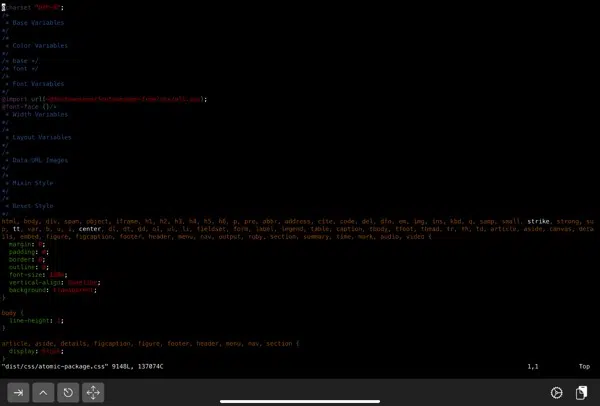 @charset "UTF-8";
/*
 * Base Variables
*/
/*
 * Color Variables
*/
/* base */
/* font */
/*
 * Font Variables
*/
@import url(
@font-face {}/*
 * Width Variables
*/
/*
 * Layout Variables
*/
/*
 * Data URL Images
*/
/*
 * Mixin Style
*/
/*
 * Reset Style
*/
html, body, div, span, object, iframe, h1, h2, h3, h4, h5, h6, p, pre, abbr, address, cite, code, del, dfn, em, img, ins, kbd, q, samp, small, strike, strong, su
p, tt, var, b, u, i, center, dl, dt, dd, ol, ul, li, fieldset, form, label, legend, table, caption, tbody, tfoot, thead, tr, th, td, article, aside, canvas, deta
ils, embed, figure, figcaption, footer, header, menu, nav, output, ruby, section, summary, time, mark, audio, video {
  margin: 0;
  padding: 0;
  border: 0;
  outline: 0;
  font-size: 100%;
  vertical-align: baseline;
  background: transparent;
}
body {
  line-height: 1;
}
article, aside, details, figcaption, figure, footer, header, menu, nav, section {
  display: block;
}
"dist/css/atomic-package.css" 9148L, 137074C 1,1 Top